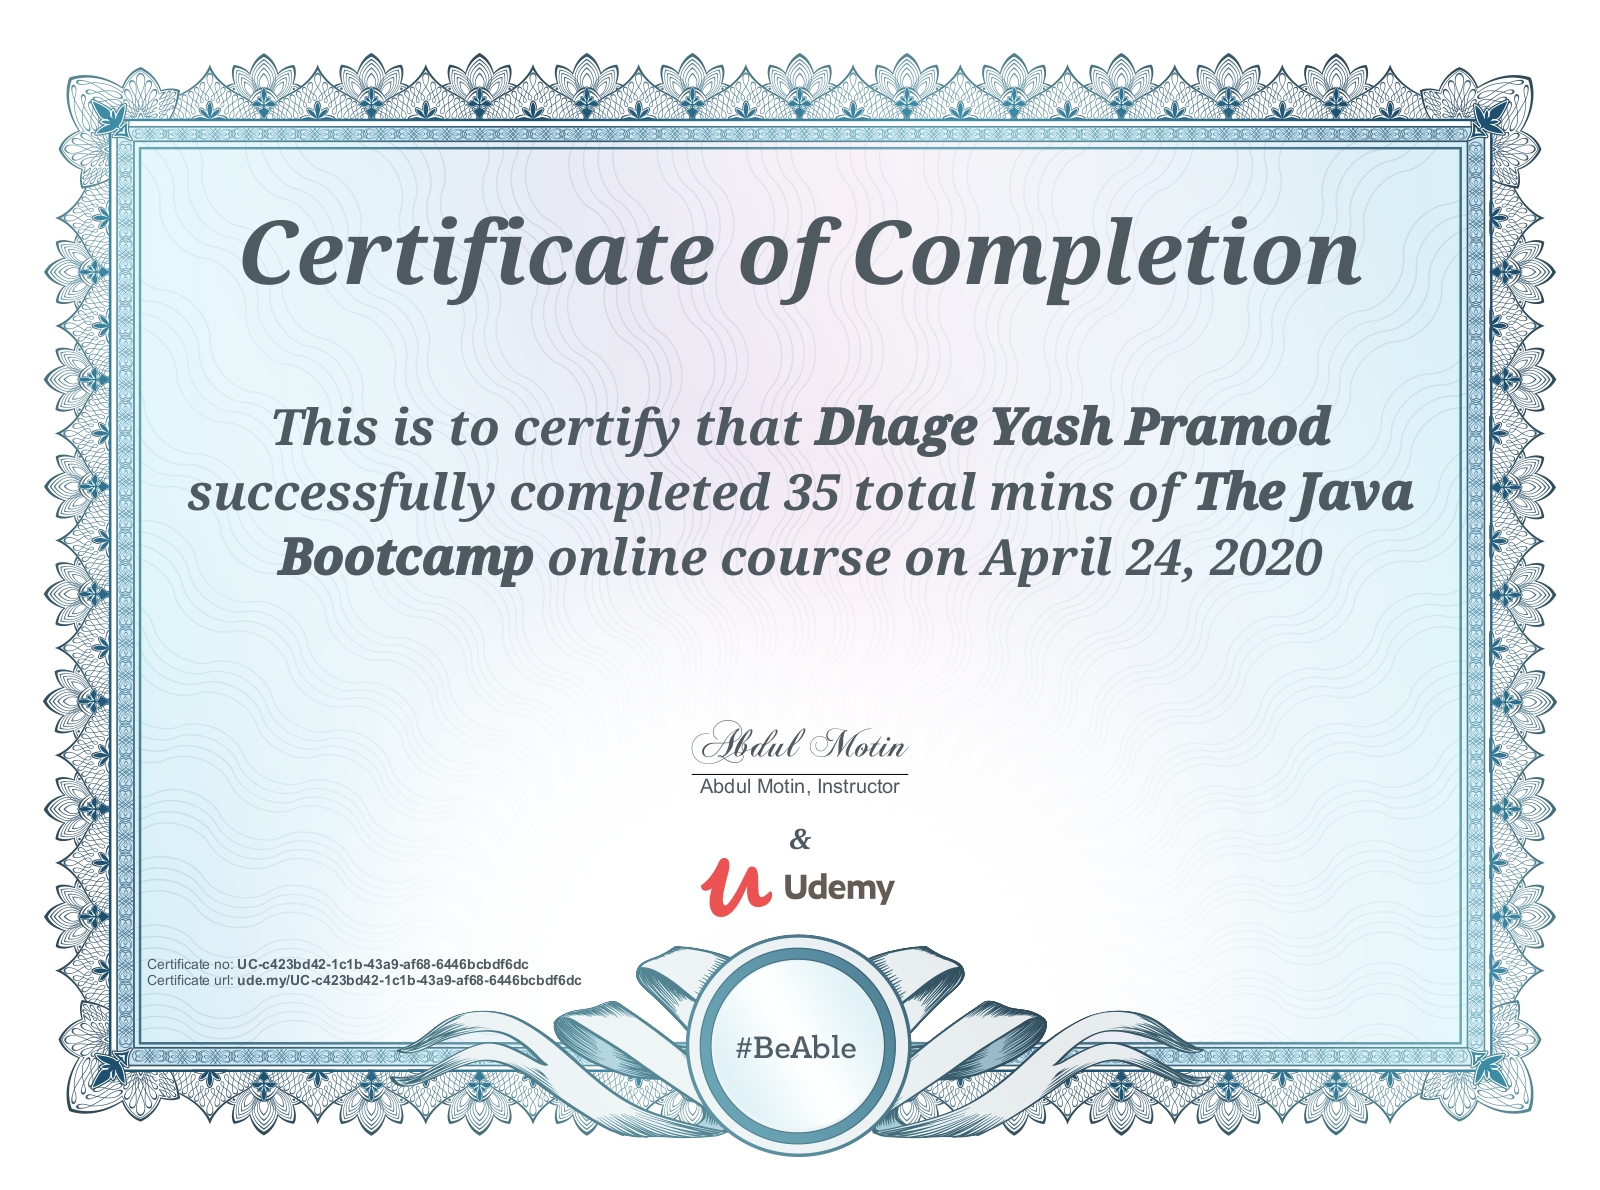 Certificate of Completion
This is to certify that Dhage Yash Pramod
successfully completed 35 total mins of The Java
Bootcamp online course on April 24, 2020
Abdul Motin
Abdul Motin, Instructor
&
Udemy
Certificate no: UC-c423bd42-1c1b-43a9-af68-6446bcbdf6dc
Certificate url: ude.my/UC-c423bd42-1c1b-43a9-af68-6446bcbdf6dc
#BeAble